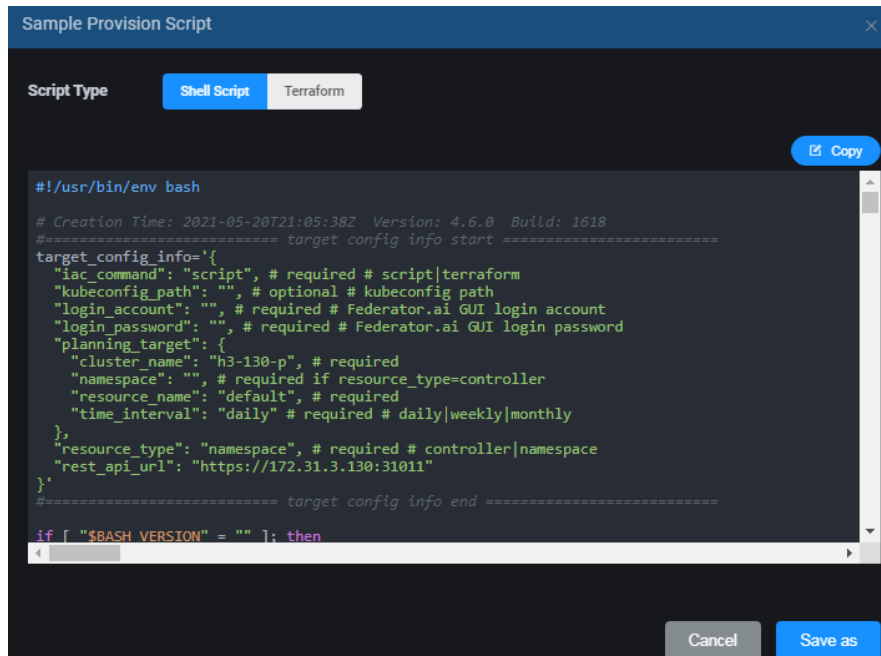 Sample Provision Script
Script Type
Shell Script
Terraform
Copy
#!/usr/bin/env bash
# Creation Time: 2021-05-20T21:05:38Z  Version: 4.6.0  Build: 1618
#=========================== target config info start =========================
target_config_info='{
  "iac_command": "script", # required # script|terraform
  "kubeconfig_path": "", # optional # kubeconfig path
  "login_account": "", # required # Federator.ai GUI login account
  "login_password": "", # required # Federator.ai GUI login password
  "planning_target": {
    "cluster_name": "h3-130-p", # required
    "namespace": "", # required if resource_type=controller
    "resource_name": "default", # required
    "time_interval": "daily" # required # daily|weekly|monthly
  },
  "resource_type": "namespace", # required # controller|namespace
  "rest_api_url": "https://172.31.3.130:31011"
}'
#=========================== target config info end ===========================
if [ "$BASH_VERSION" = "" ]; then
Cancel
Save as